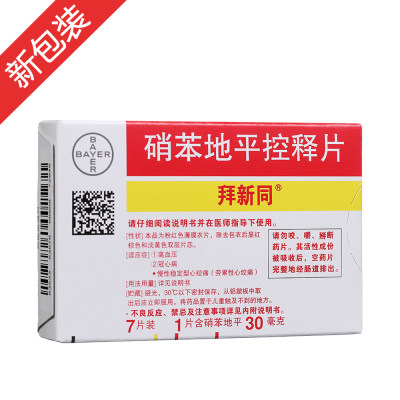 新包装
BAYER
BAYER
硝苯地平控释片
拜新同®
请仔细阅读说明书并在医师指导下使用。
[性状] 本品为粉红色薄膜衣片，除去包衣后显红
棕色和淡黄色双层片芯。
[适应症] ①高血压
②冠心病
• 慢性稳定型心绞痛（劳累性心绞痛）
[用法用量] 详见说明书
[贮藏] 避光，30℃以下密封保存，从铝塑板中取
出后应立即服用。将药品置于儿童触及不到的地方。
不良反应、禁忌及注意事项详见内附说明书。
7片装 1片含硝苯地平30毫克
请勿咬、嚼、掰断
药片。其活性成份
被吸收后，空药片
完整地经肠道排出。